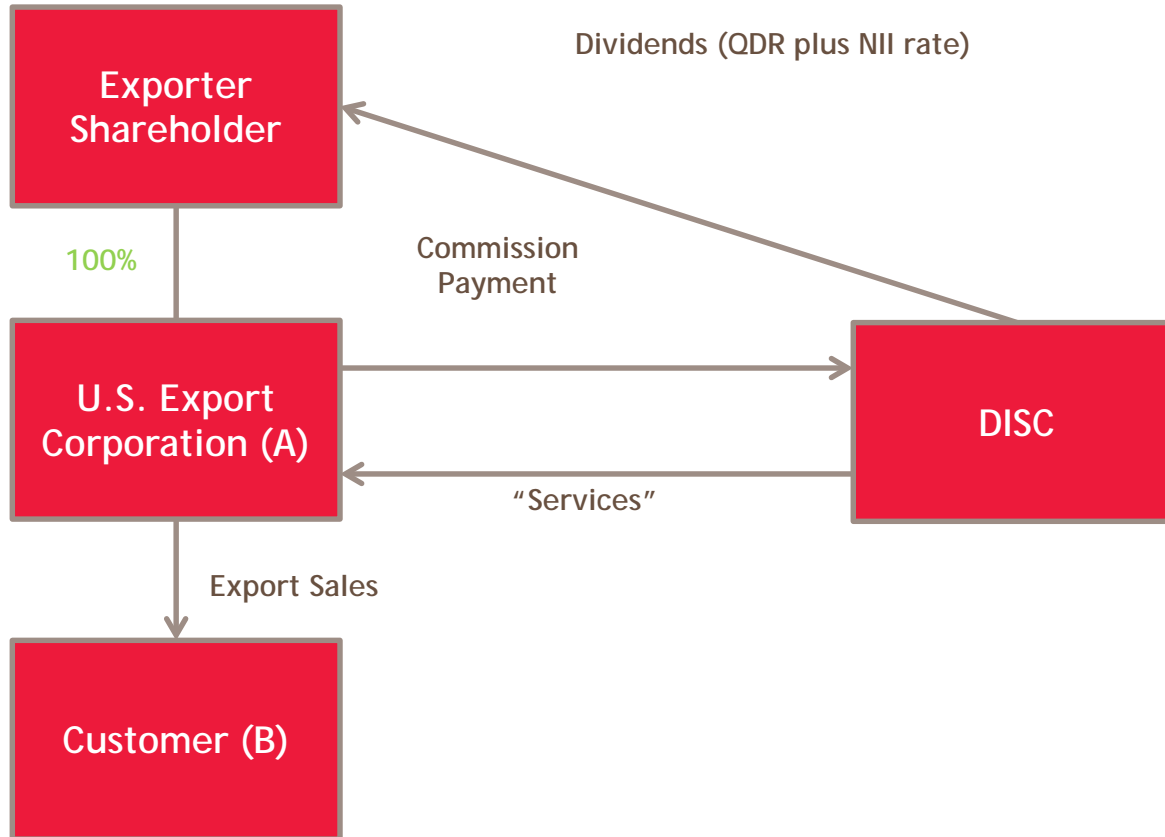 Dividends (QDR plus NII rate)
Exporter
Shareholder
100%
Commission
Payment
U.S. Export
Corporation (A)
DISC
“Services”
Export Sales
Customer (B)